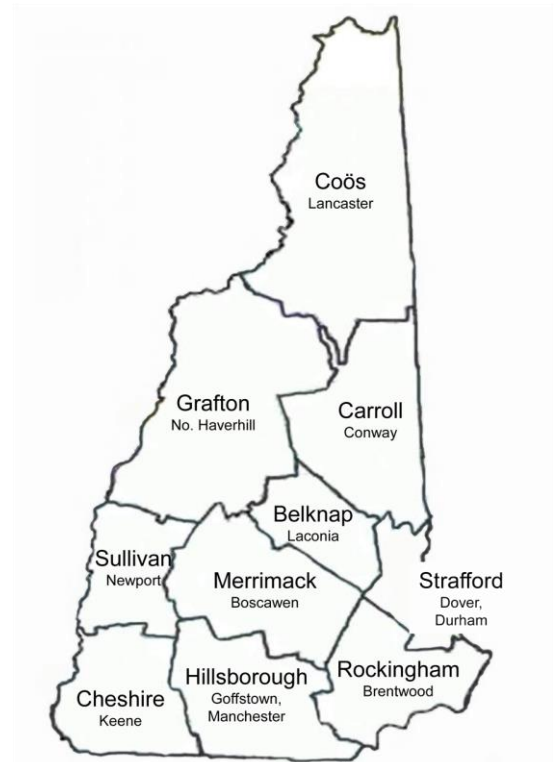 Coös
Lancaster
Grafton
No. Haverhill
Carroll
Conway
Belknap
Laconia
Sullivan
Newport
Merrimack
Boscawen
Strafford
Dover,
Durham
Cheshire
Keene
Hillsborough
Goffstown,
Manchester
Rockingham
Brentwood